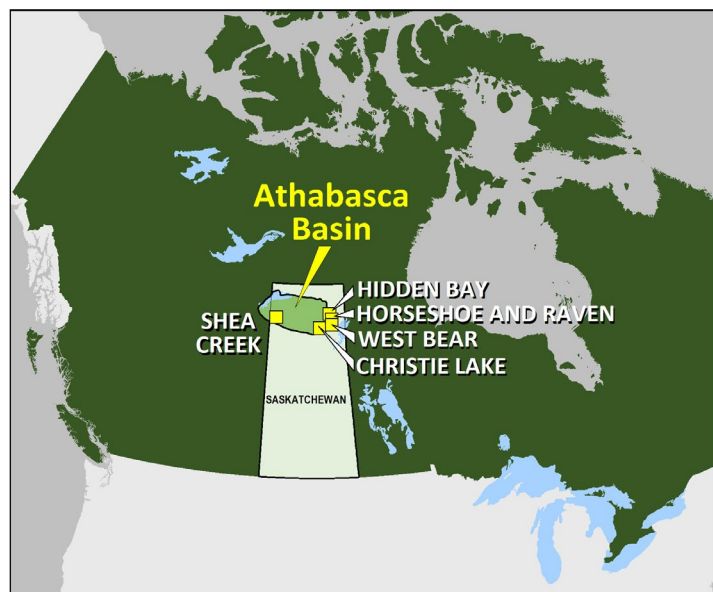 Athabasca
Basin
HIDDEN BAY
HORSESHOE AND RAVEN
SHEA
CREEK
WEST BEAR
CHRISTIE LAKE
SASKATCHEWAN